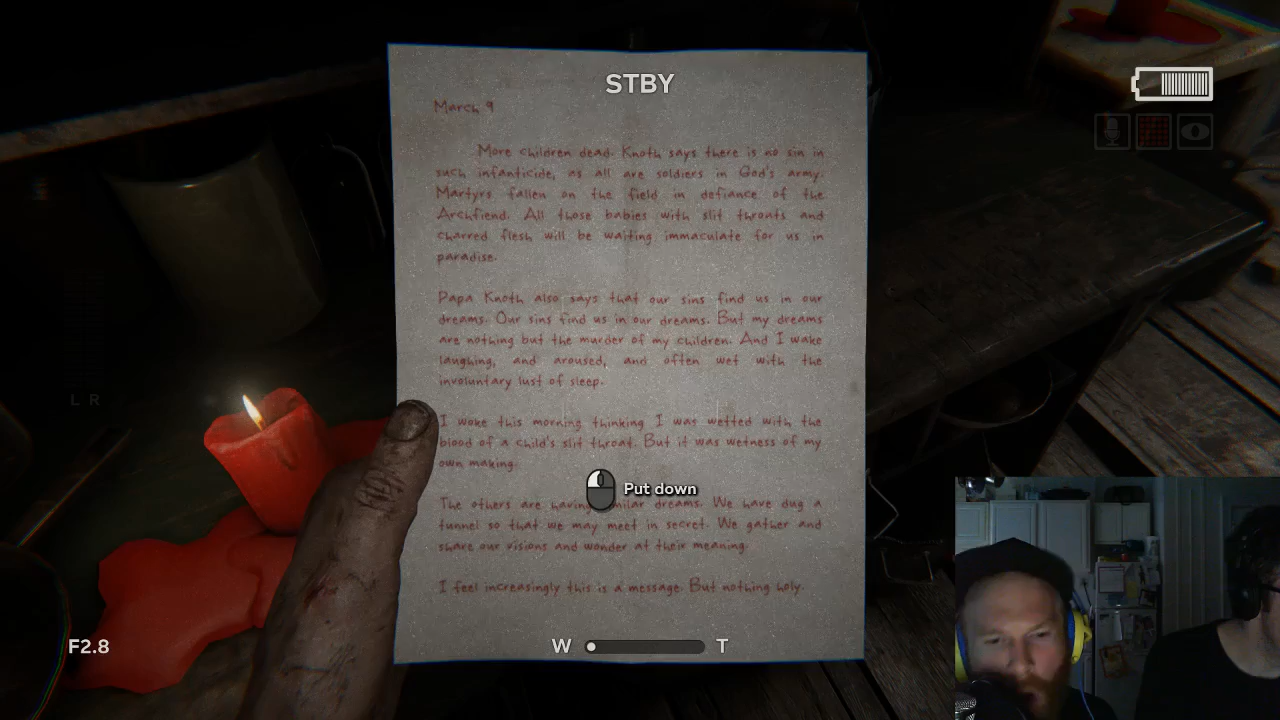 STBY
March 9
More children dead. Knoth says there is no sin in
such infanticide, as all are soldiers in God's army.
Martyrs fallen on the field in defiance of the
Archfiend. All those babies with slit throats and
charred flesh will be waiting immaculate for us in
paradise.
Papa Knoth also says that our sins find us in our
dreams. Our sins find us in our dreams. But my dreams
are nothing but the murder of my children. And I wake
laughing, and aroused, and often wet with the
involuntary lust of sleep.
I woke this morning thinking I was wetted with the
blood of a child's slit throat. But it was wetness of my
own making.
Put down
The others are having similar dreams. We have dug a
tunnel so that we may meet in secret. We gather and
share our visions and wonder at their meaning.
I feel increasingly this is a message. But nothing holy.
L R
F2.8
W T